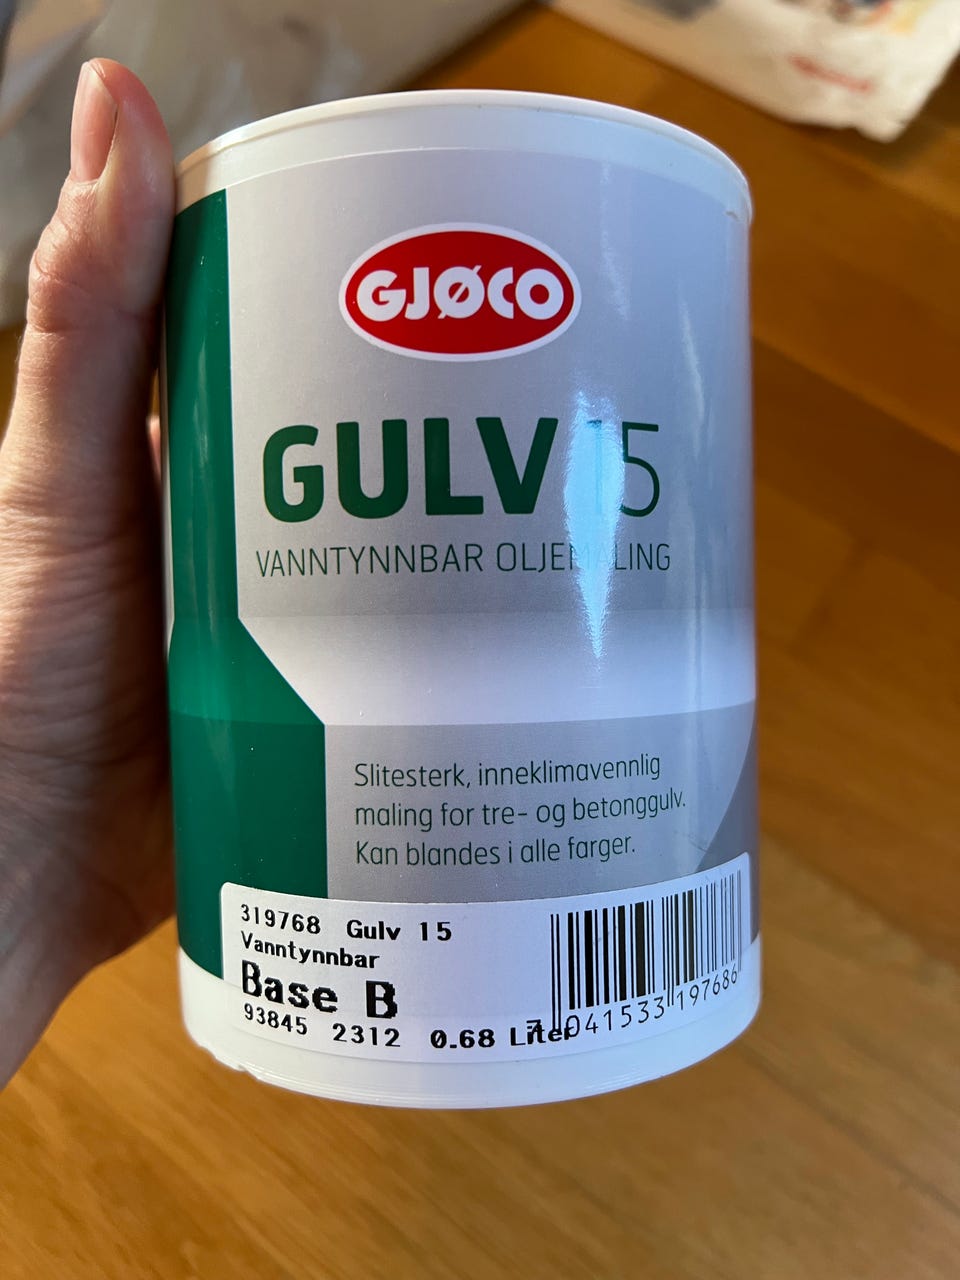 GJØCO
GULV 15
VANNTYNNBAR OLJEMALING
Slitesterk, inneklimavennlig
maling for tre- og betonggulv.
Kan blandes i alle farger.
319768 Gulv 15
Vanntynnbar
Base B
93845 2312 0.68 Liter
7 041533 197686